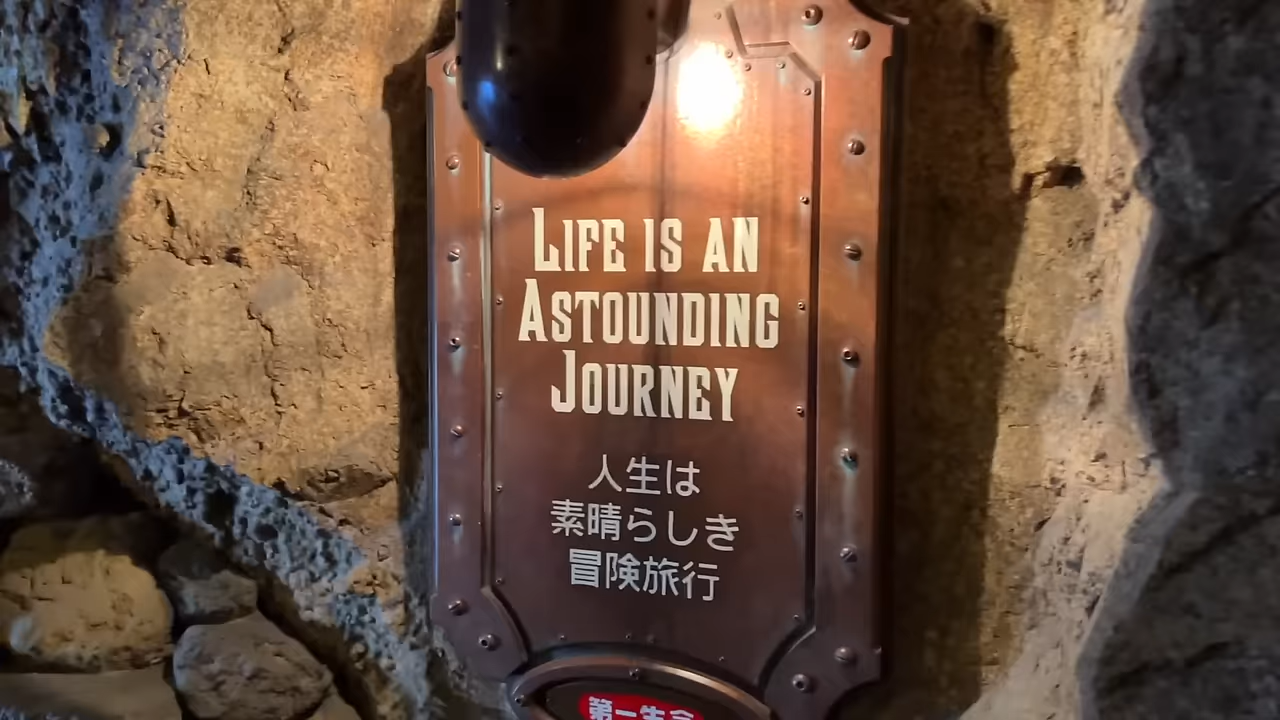 Life is an
Astounding
Journey
人生は
素晴らしき
冒険旅行
第一生命